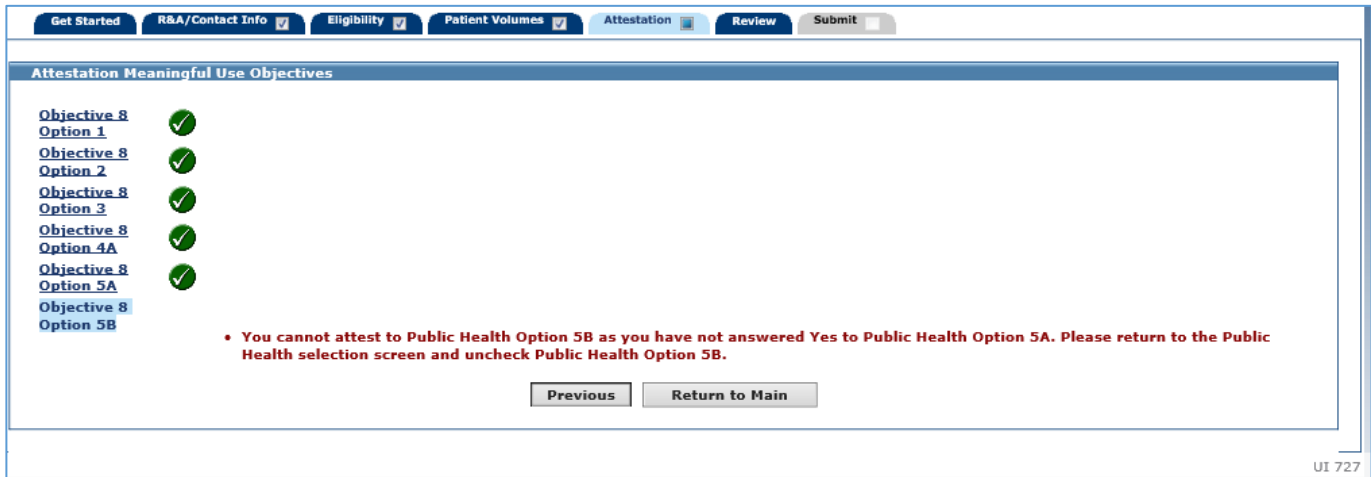 Get Started R&A/Contact Info Eligibility Patient Volumes Attestation Review Submit
Attestation Meaningful Use Objectives
Objective 8
Option 1
Objective 8
Option 2
Objective 8
Option 3
Objective 8
Option 4A
Objective 8
Option 5A
Objective 8
Option 5B
• You cannot attest to Public Health Option 5B as you have not answered Yes to Public Health Option 5A. Please return to the Public
Health selection screen and uncheck Public Health Option 5B.
Previous Return to Main
UI 727